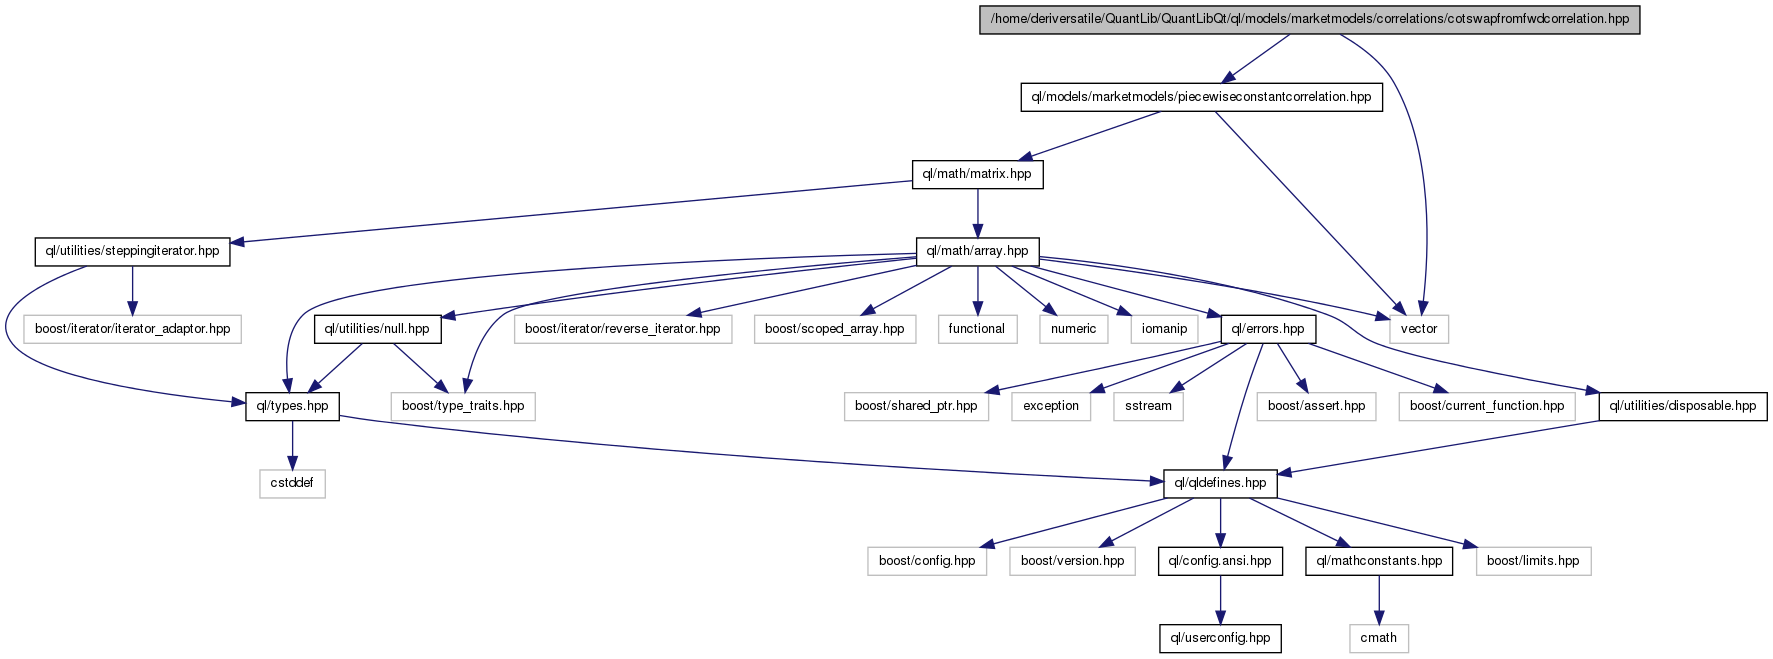 /home/deriversatile/QuantLib/QuantLibQt/ql/models/marketmodels/correlations/cotswapfromfwdcorrelation.hpp
ql/models/marketmodels/piecewiseconstantcorrelation.hpp
ql/math/matrix.hpp
ql/utilities/steppingiterator.hpp
ql/math/array.hpp
boost/iterator/iterator_adaptor.hpp
ql/utilities/null.hpp
boost/iterator/reverse_iterator.hpp
boost/scoped_array.hpp
functional
numeric
iomanip
ql/errors.hpp
vector
ql/types.hpp
boost/type_traits.hpp
boost/shared_ptr.hpp
exception
sstream
boost/assert.hpp
boost/current_function.hpp
ql/utilities/disposable.hpp
cstddef
ql/qldefines.hpp
boost/config.hpp
boost/version.hpp
ql/config.ansi.hpp
ql/mathconstants.hpp
boost/limits.hpp
ql/userconfig.hpp
cmath